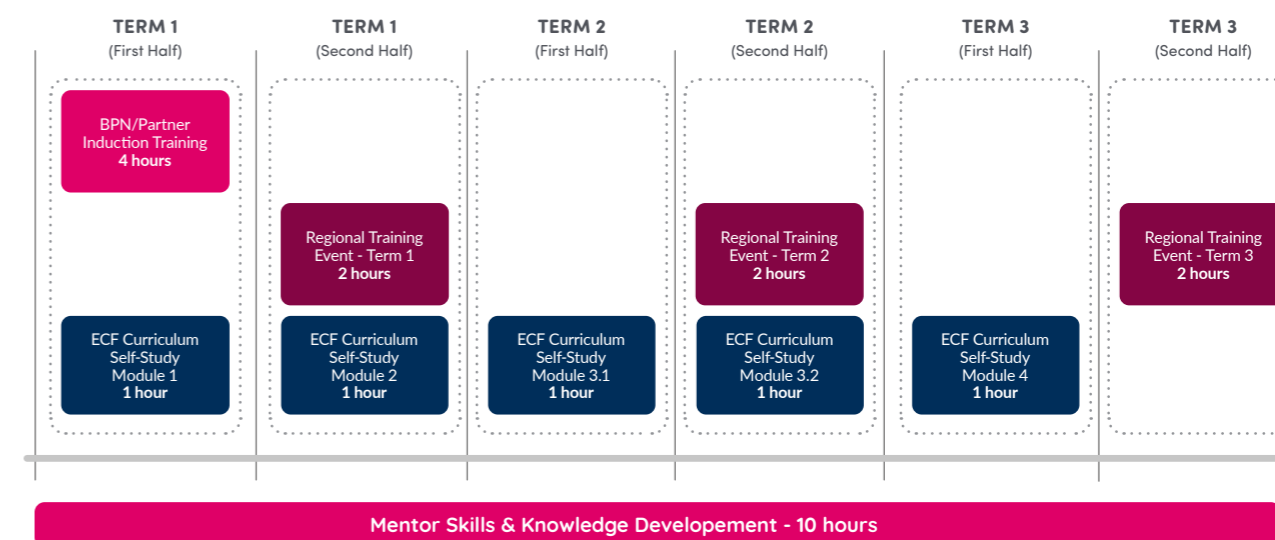 TERM 1
(First Half)
TERM 1
(Second Half)
TERM 2
(First Half)
TERM 2
(Second Half)
TERM 3
(First Half)
TERM 3
(Second Half)
BPN/Partner
Induction Training
4 hours
Regional Training
Event - Term 1
2 hours
Regional Training
Event - Term 2
2 hours
Regional Training
Event - Term 3
2 hours
ECF Curriculum
Self-Study
Module 1
1 hour
ECF Curriculum
Self-Study
Module 2
1 hour
ECF Curriculum
Self-Study
Module 3.1
1 hour
ECF Curriculum
Self-Study
Module 3.2
1 hour
ECF Curriculum
Self-Study
Module 4
1 hour
Mentor Skills & Knowledge Developement - 10 hours